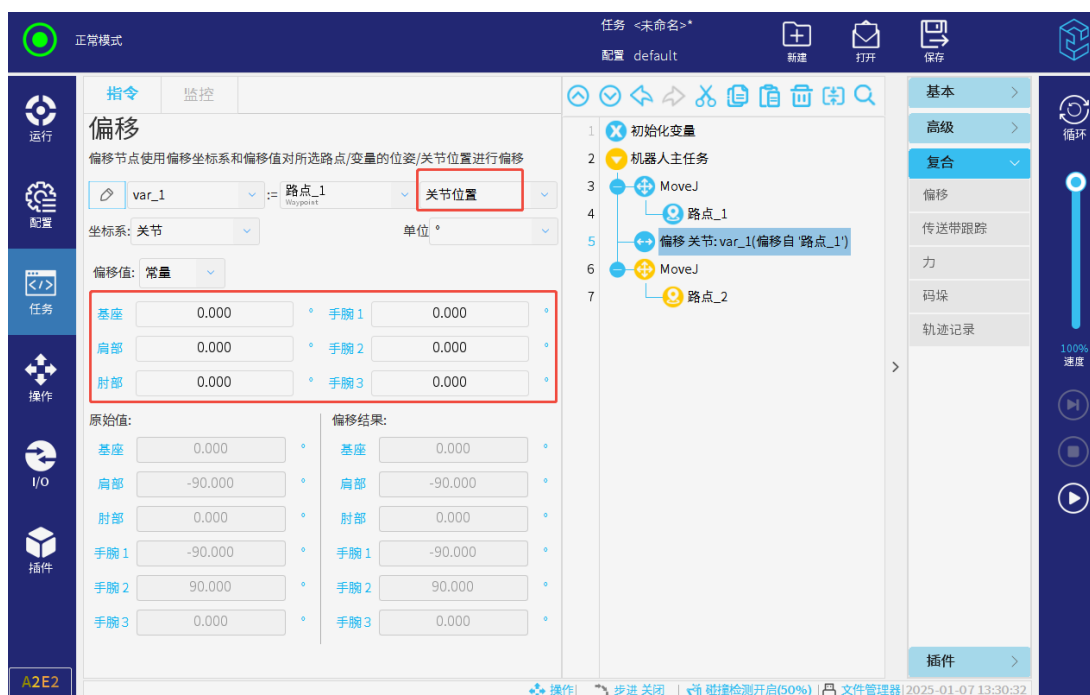 正常模式
任务 <未命名>*
配置 default
新建
打开
保存
运行
配置
任务
操作
I/O
插件
A2E2
指令 监控
偏移
偏移节点使用偏移坐标系和偏移值对所选路点/变量的位姿/关节位置进行偏移
var_1 := 路点_1 关节位置
Waypoint
坐标系: 关节 单位 °
偏移值: 常量
基座 0.000 ° 手腕 1 0.000 °
肩部 0.000 ° 手腕 2 0.000 °
肘部 0.000 ° 手腕 3 0.000 °
原始值: 偏移结果:
基座 0.000 ° 基座 0.000 °
肩部 -90.000 ° 肩部 -90.000 °
肘部 0.000 ° 肘部 0.000 °
手腕 1 -90.000 ° 手腕 1 -90.000 °
手腕 2 90.000 ° 手腕 2 90.000 °
手腕 3 0.000 ° 手腕 3 0.000 °
1 初始化变量
2 机器人主任务
3 MoveJ
4 路点_1
5 偏移 关节: var_1(偏移自 '路点_1')
6 MoveJ
7 路点_2
基本
高级
复合
偏移
传送带跟踪
力
码垛
轨迹记录
插件
循环
100%
速度
操作| 步进 关闭 | 碰撞检测开启(50%) | 文件管理器 |2025-01-07 13:30:32